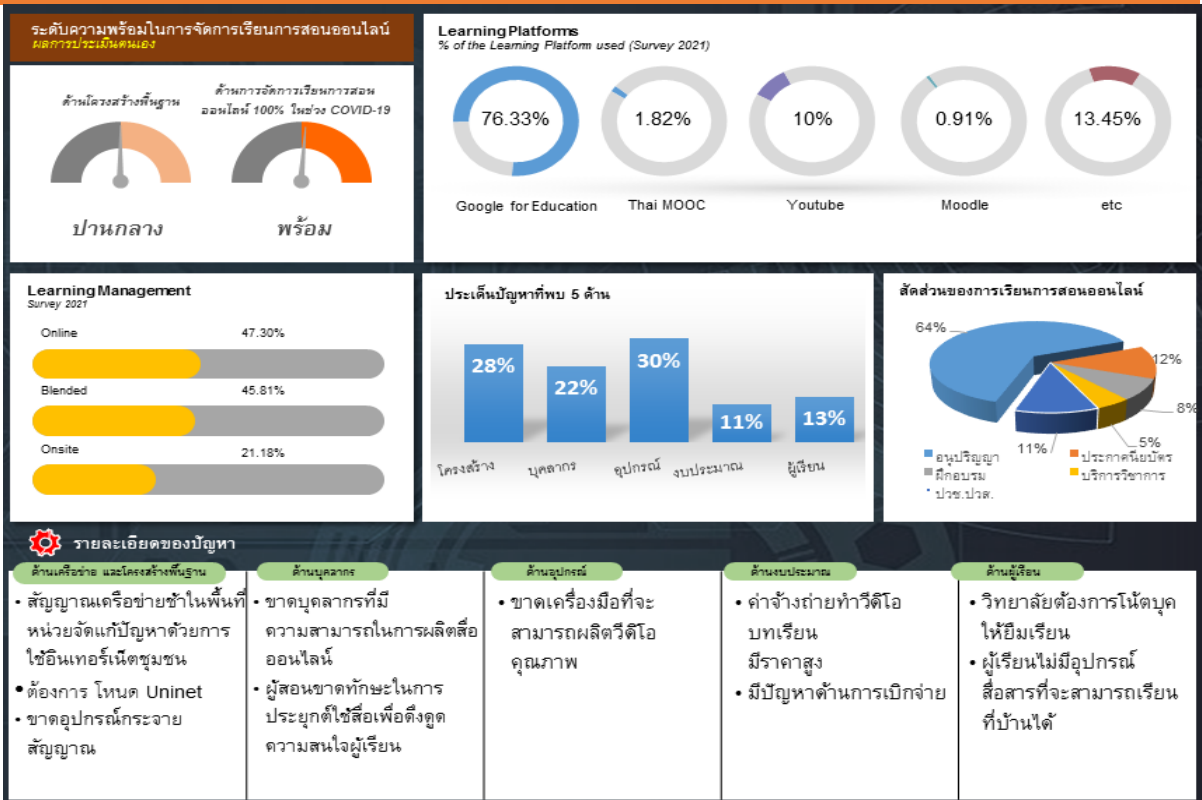 ระดับความพร้อมในการจัดการเรียนการสอนออนไลน์
ผลการประเมินตนเอง
ด้านโครงสร้างพื้นฐาน
ด้านการจัดการเรียนการสอน
ออนไลน์ 100% ในช่วง COVID-19
ปานกลาง
พร้อม
Learning Platforms
% of the Learning Platform used (Survey 2021)
76.33%
1.82%
10%
0.91%
13.45%
Google for Education
Thai MOOC
Youtube
Moodle
etc
Learning Management
Survey 2021
Online 47.30%
Blended 45.81%
Onsite 21.18%
ประเด็นปัญหาที่พบ 5 ด้าน
28%
22%
30%
11%
13%
โครงสร้าง
บุคลากร
อุปกรณ์
งบประมาณ
ผู้เรียน
สัดส่วนของการเรียนการสอนออนไลน์
64%
12%
8%
5%
11%
อนุปริญญา
ประกาศนียบัตร
ฝึกอบรม
บริการวิชาการ
ปวช.ปวส.
รายละเอียดของปัญหา
ด้านเครือข่าย และโครงสร้างพื้นฐาน
• สัญญาณเครือข่ายช้าในพื้นที่
หน่วยจัดแก้ปัญหาด้วยการ
ใช้อินเทอร์เน็ตชุมชน
• ต้องการ โหนด Uninet
• ขาดอุปกรณ์กระจาย
สัญญาณ
ด้านบุคลากร
• ขาดบุคลากรที่มี
ความสามารถในการผลิตสื่อ
ออนไลน์
• ผู้สอนขาดทักษะในการ
ประยุกต์ใช้สื่อเพื่อดึงดูด
ความสนใจผู้เรียน
ด้านอุปกรณ์
• ขาดเครื่องมือที่จะ
สามารถผลิตวีดิโอ
คุณภาพ
ด้านงบประมาณ
• ค่าจ้างถ่ายทำวีดิโอ
บทเรียน
มีราคาสูง
• มีปัญหาด้านการเบิกจ่าย
ด้านผู้เรียน
• วิทยาลัยต้องการโน้ตบุค
ให้ยืมเรียน
• ผู้เรียนไม่มีอุปกรณ์
สื่อสารที่จะสามารถเรียน
ที่บ้านได้